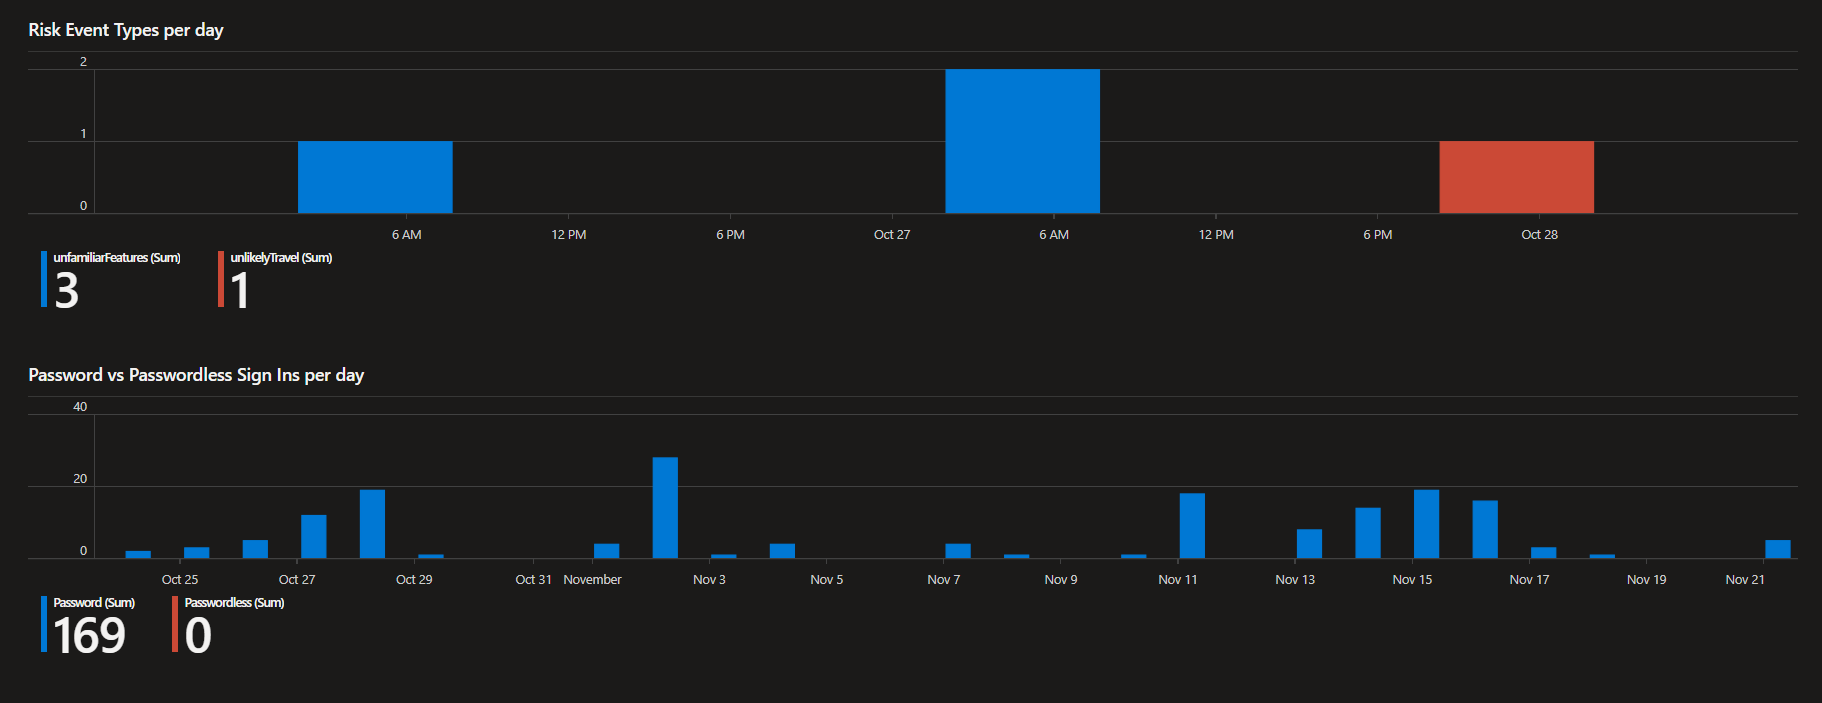 Risk Event Types per day
2
1
0
6 AM 12 PM 6 PM Oct 27 6 AM 12 PM 6 PM Oct 28
unfamiliarFeatures (Sum) unlikelyTravel (Sum)
3 1
Password vs Passwordless Sign Ins per day
40
20
0
Oct 25 Oct 27 Oct 29 Oct 31 November Nov 3 Nov 5 Nov 7 Nov 9 Nov 11 Nov 13 Nov 15 Nov 17 Nov 19 Nov 21
Password (Sum) Passwordless (Sum)
169 0